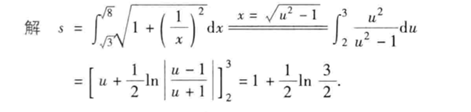 解 s = ∫_{√3}^{√8} √(1 + (1/x)²) dx \xlongequal{x = √(u² − 1)} ∫_2^3 u²/(u² − 1) du
= [u + 1/2 ln |(u − 1)/(u + 1)|]_2^3 = 1 + 1/2 ln 3/2.